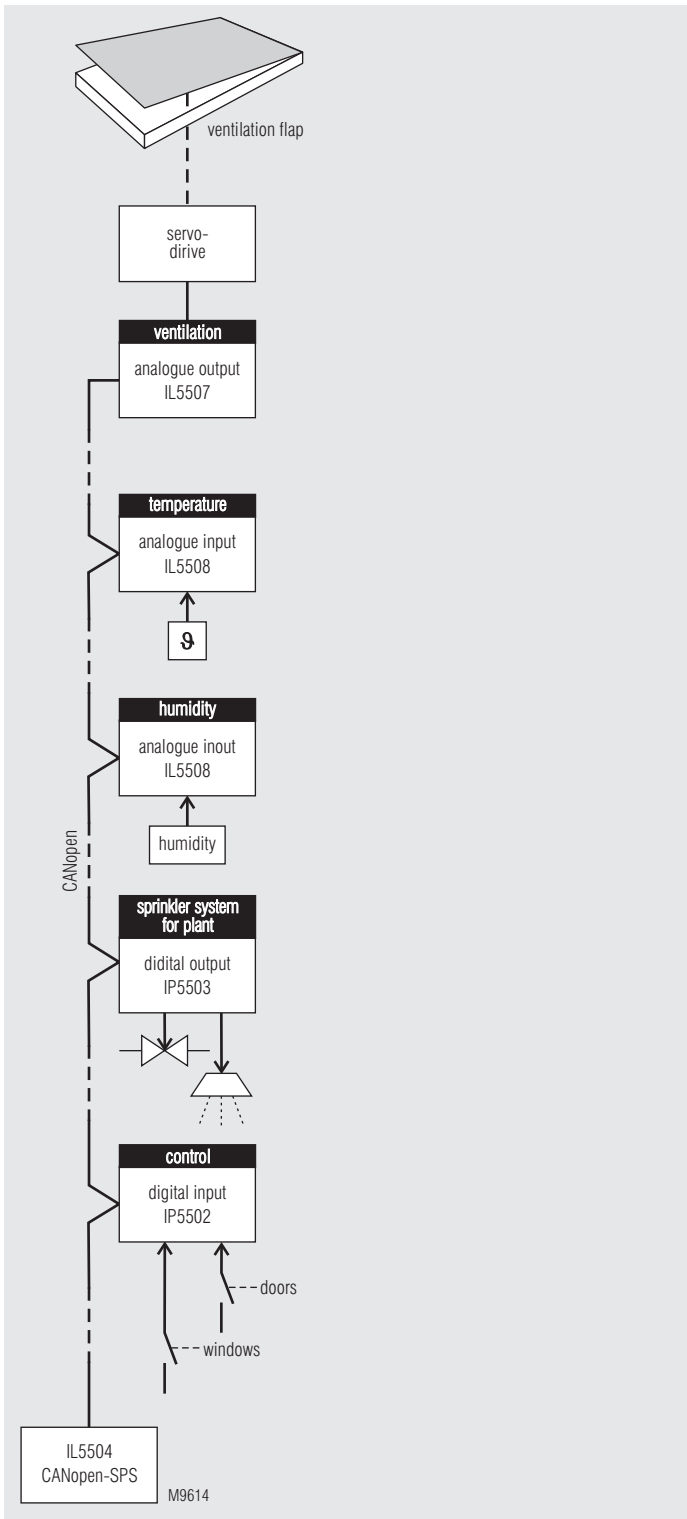 ventilation flap
servo-
dirive
ventilation
analogue output
IL5507
temperature
analogue input
IL5508
ϑ
humidity
analogue inout
IL5508
humidity
CANopen
sprinkler system
for plant
didital output
IP5503
control
digital input
IP5502
doors
windows
IL5504
CANopen-SPS
M9614